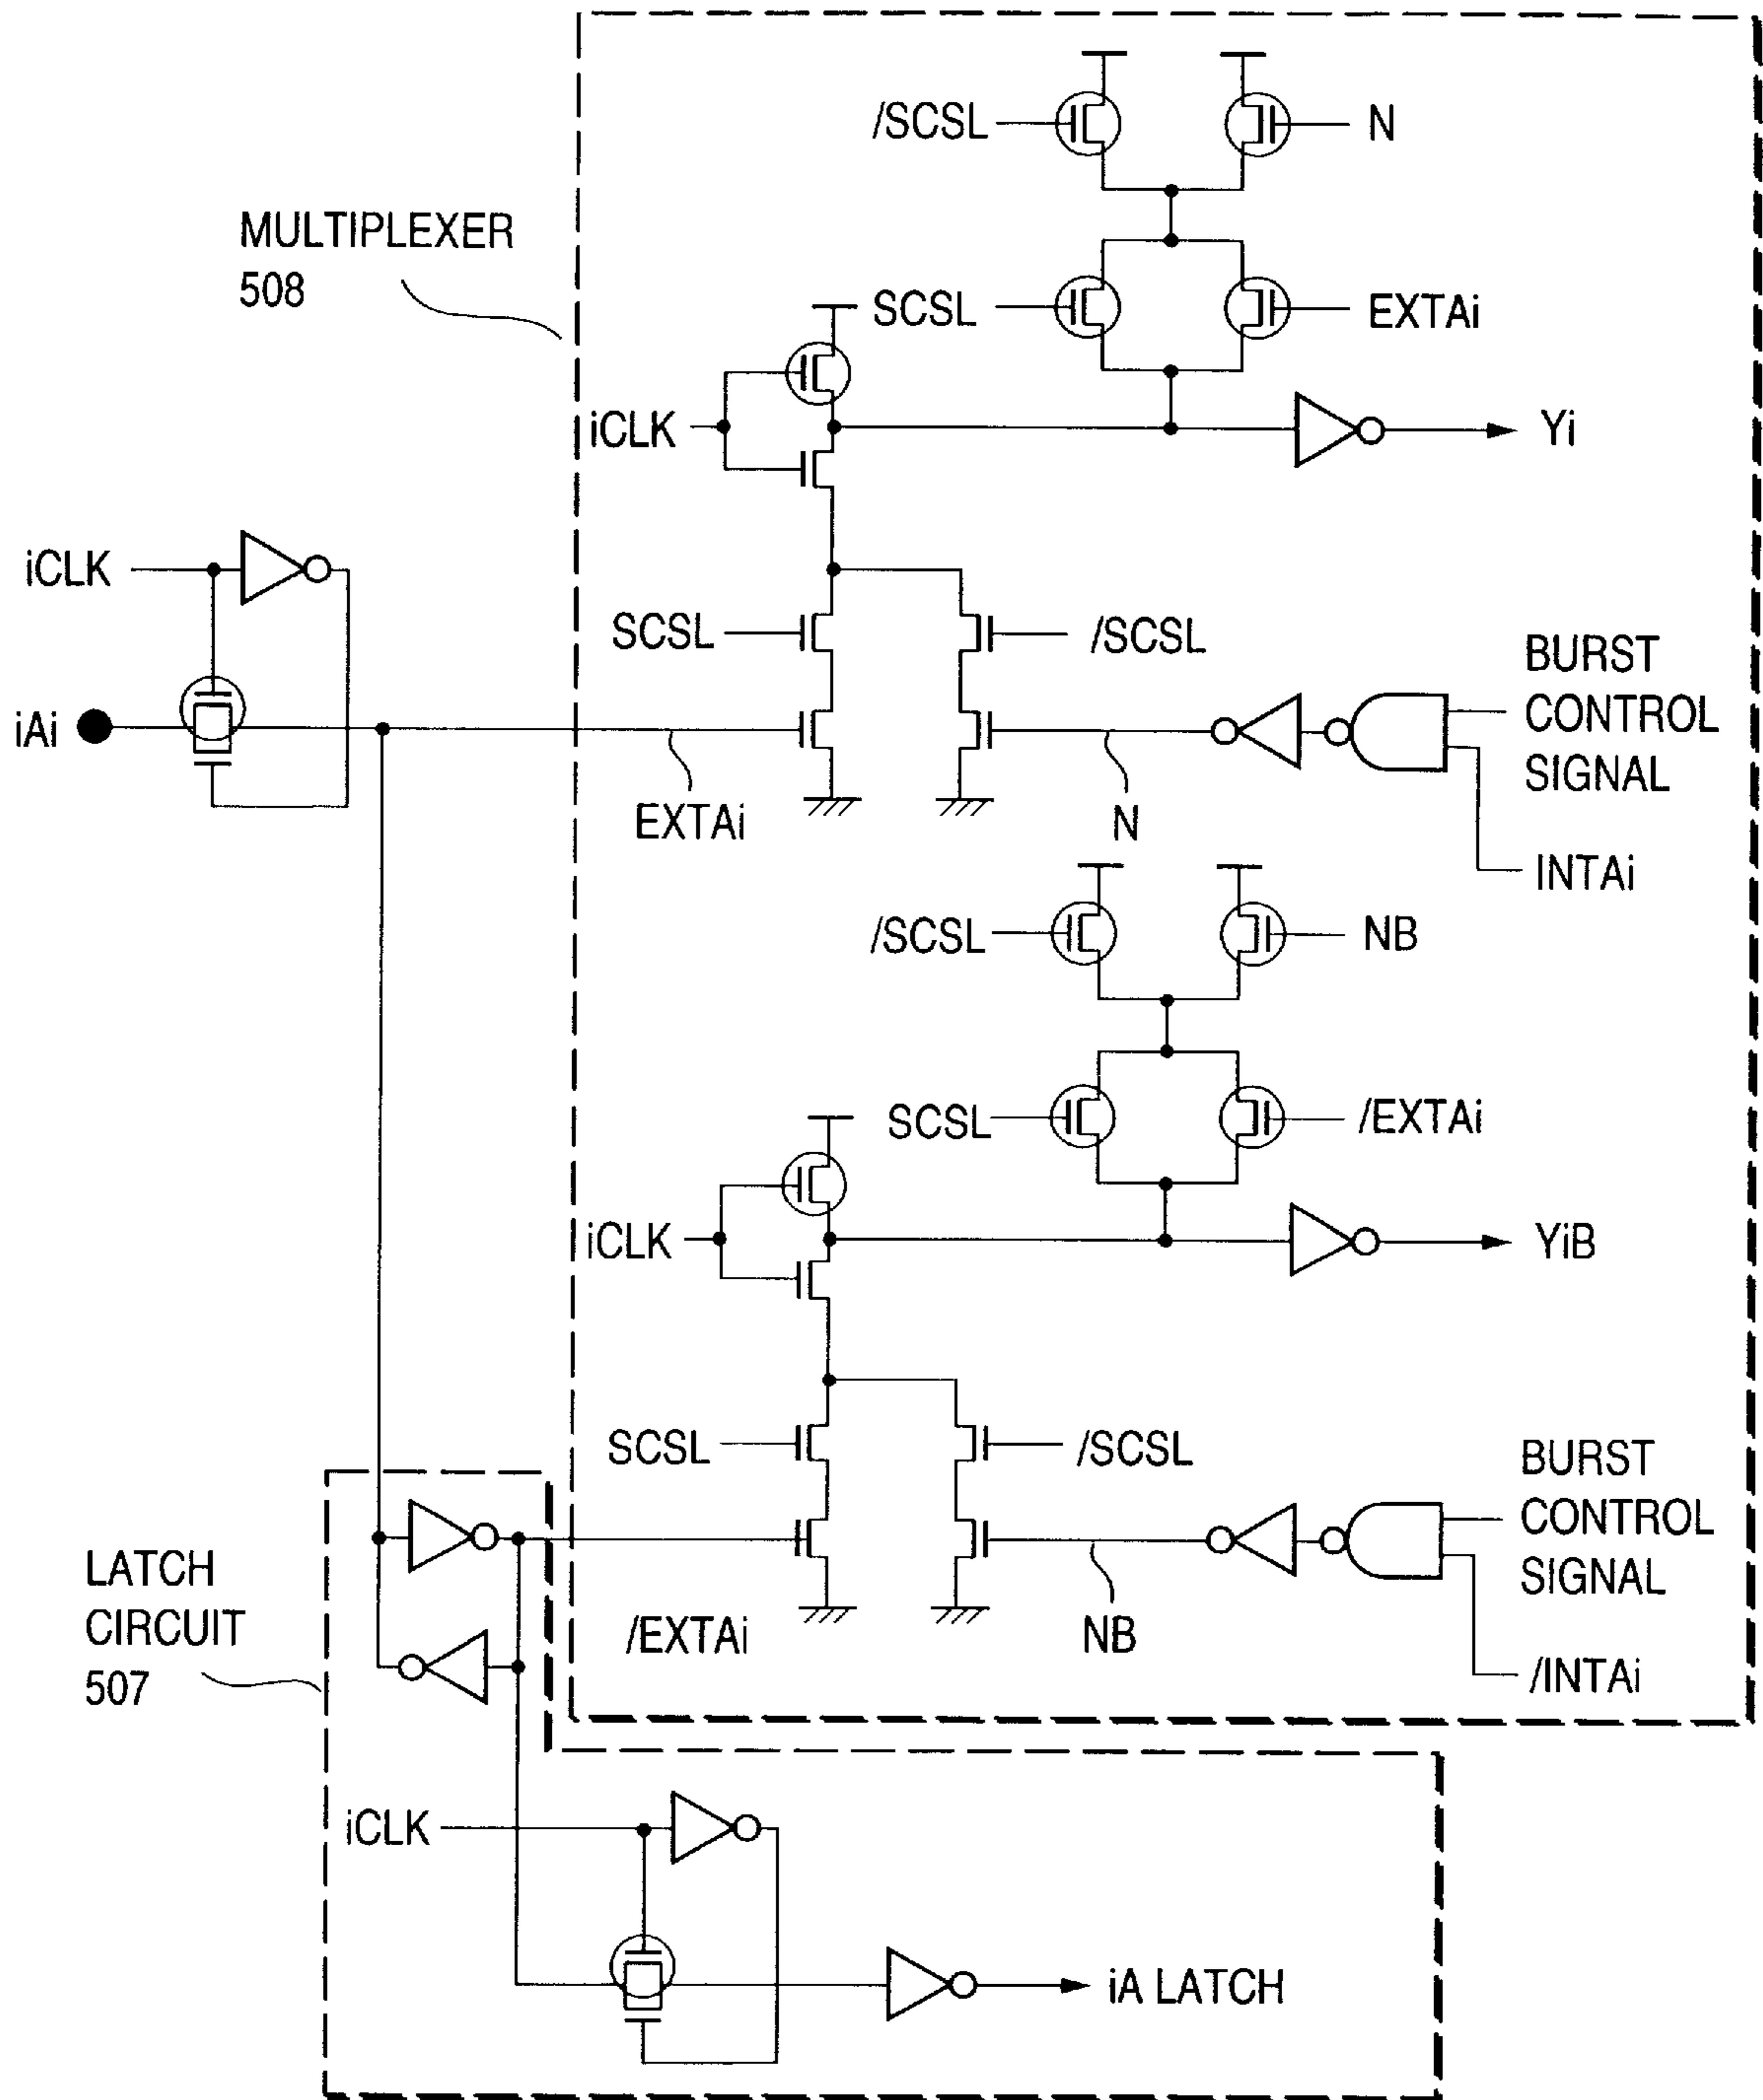 /SCSL
N
MULTIPLEXER
508
SCSL
EXTAi
iCLK
Yi
iCLK
SCSL
/SCSL
BURST
CONTROL
SIGNAL
iAi
EXTAi
N
INTAi
/SCSL
NB
SCSL
/EXTAi
iCLK
YiB
SCSL
/SCSL
BURST
CONTROL
SIGNAL
LATCH
CIRCUIT
507
/EXTAi
NB
/INTAi
iCLK
iA LATCH